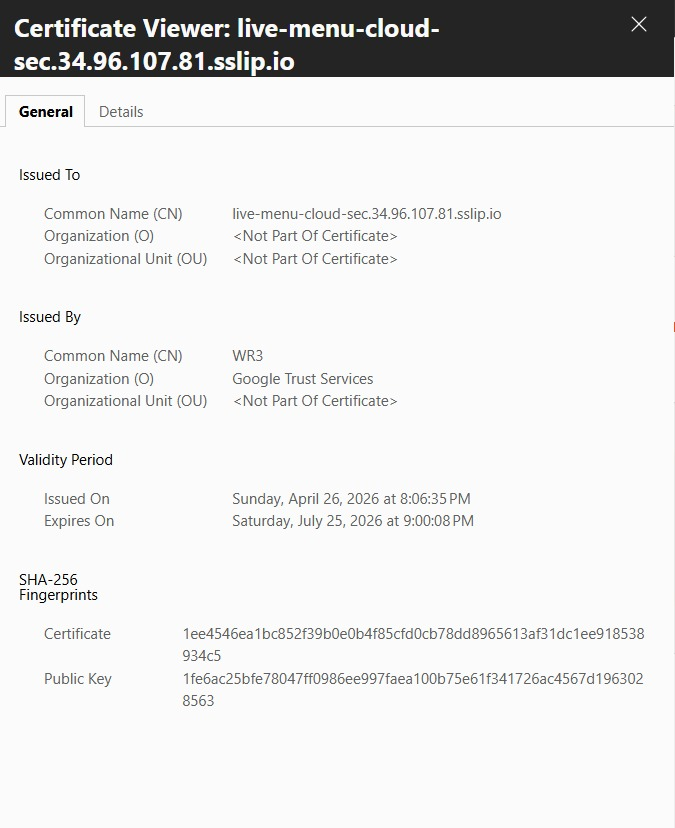 Certificate Viewer: live-menu-cloud-
sec.34.96.107.81.sslip.io
General
Details
Issued To
Common Name (CN) live-menu-cloud-sec.34.96.107.81.sslip.io
Organization (O) <Not Part Of Certificate>
Organizational Unit (OU) <Not Part Of Certificate>
Issued By
Common Name (CN) WR3
Organization (O) Google Trust Services
Organizational Unit (OU) <Not Part Of Certificate>
Validity Period
Issued On Sunday, April 26, 2026 at 8:06:35 PM
Expires On Saturday, July 25, 2026 at 9:00:08 PM
SHA-256
Fingerprints
Certificate 1ee4546ea1bc852f39b0e0b4f85cfd0cb78dd8965613af31dc1ee918538
934c5
Public Key 1fe6ac25bfe78047ff0986ee997faea100b75e61f341726ac4567d196302
8563